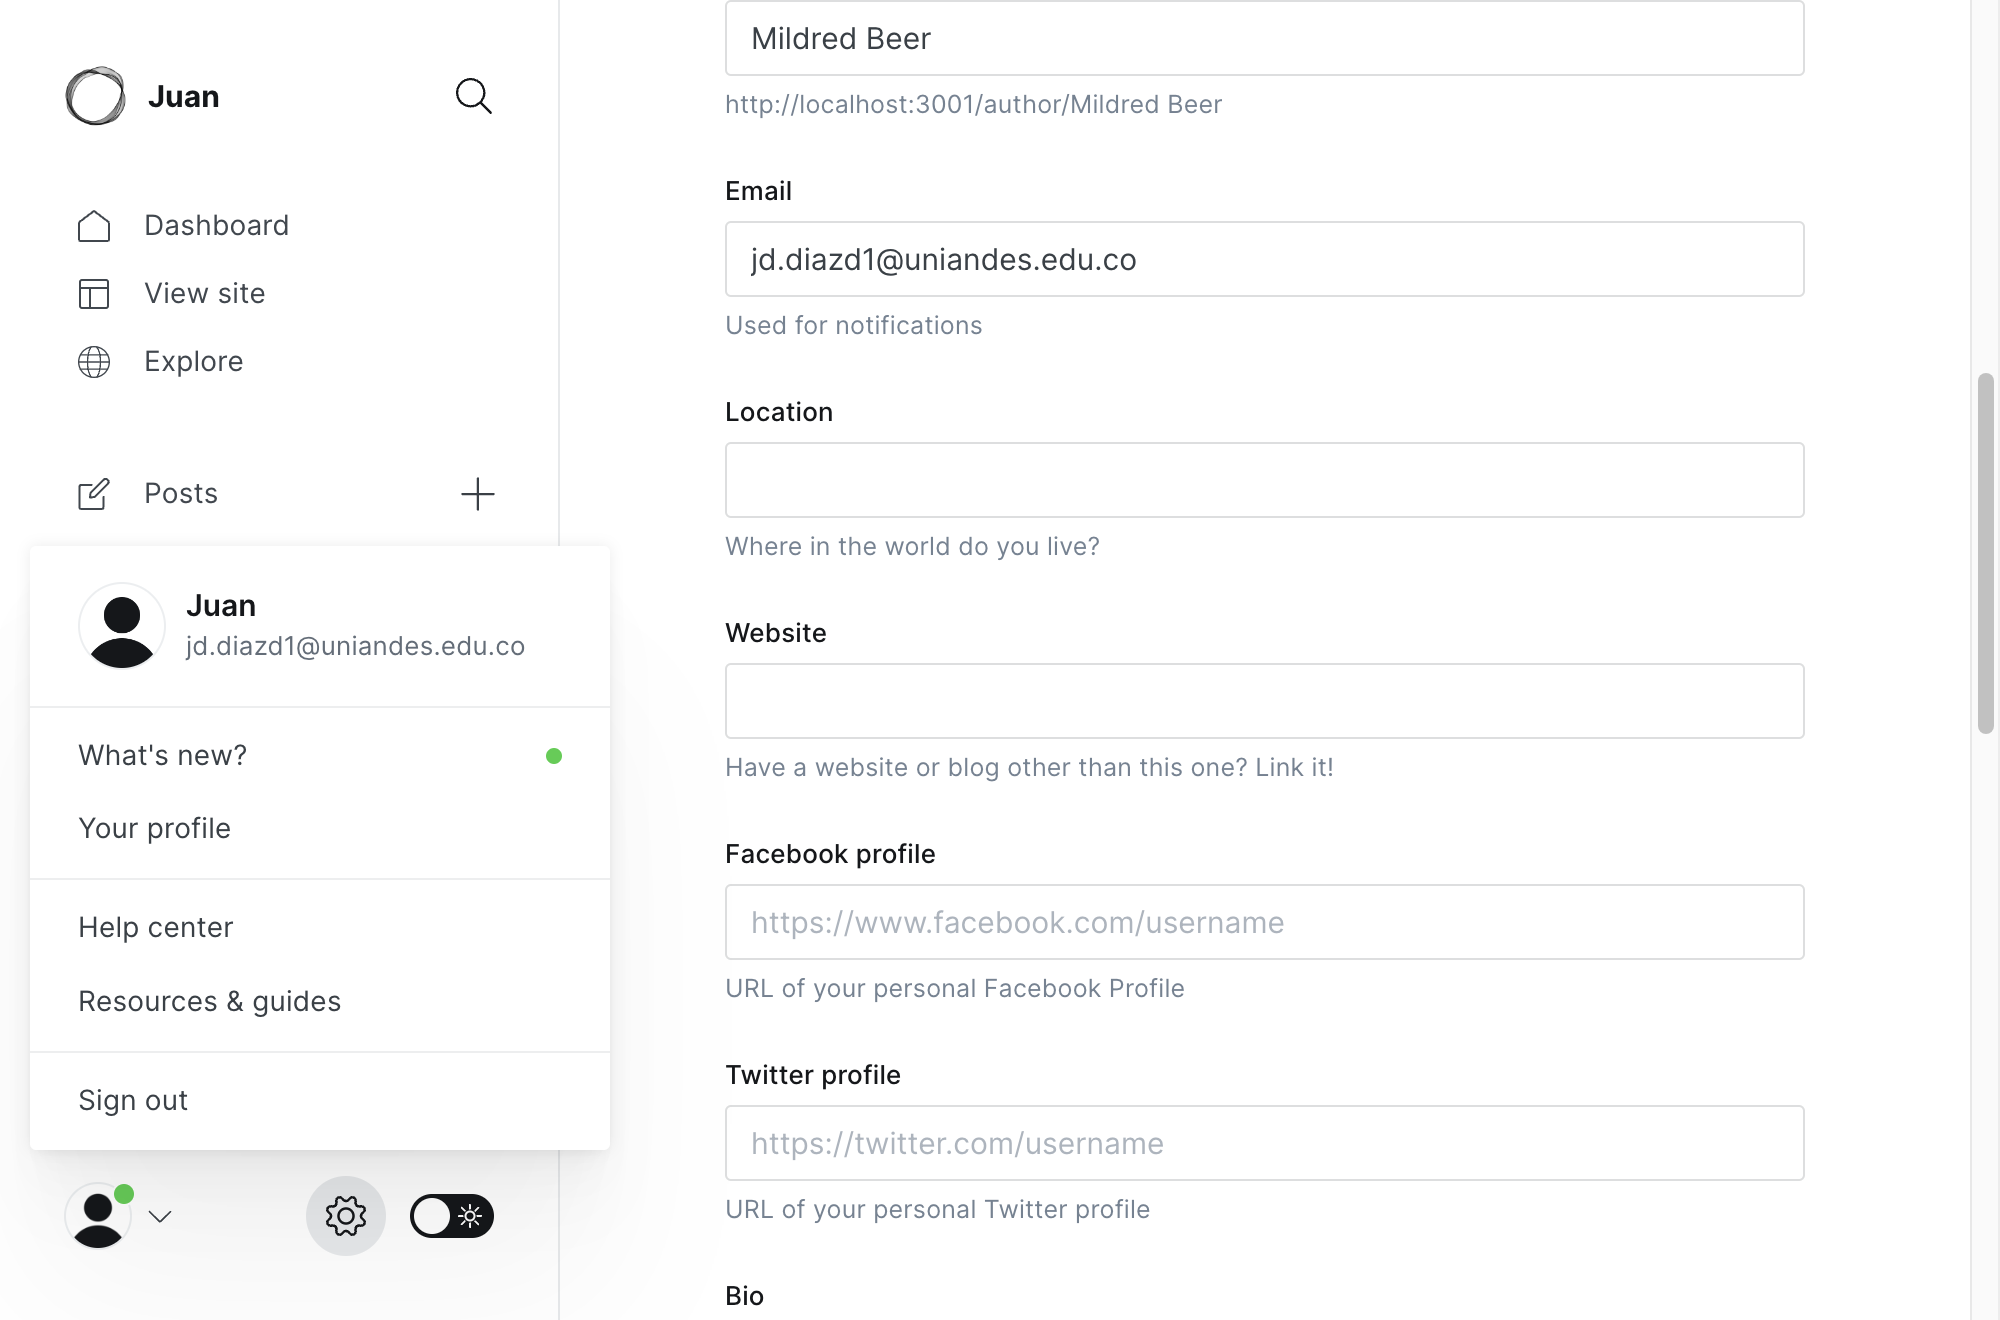 Juan
Dashboard
View site
Explore
Posts
Juan
jd.diazd1@uniandes.edu.co
What's new?
Your profile
Help center
Resources & guides
Sign out
Mildred Beer
http://localhost:3001/author/Mildred Beer
Email
jd.diazd1@uniandes.edu.co
Used for notifications
Location
Where in the world do you live?
Website
Have a website or blog other than this one? Link it!
Facebook profile
https://www.facebook.com/username
URL of your personal Facebook Profile
Twitter profile
https://twitter.com/username
URL of your personal Twitter profile
Bio